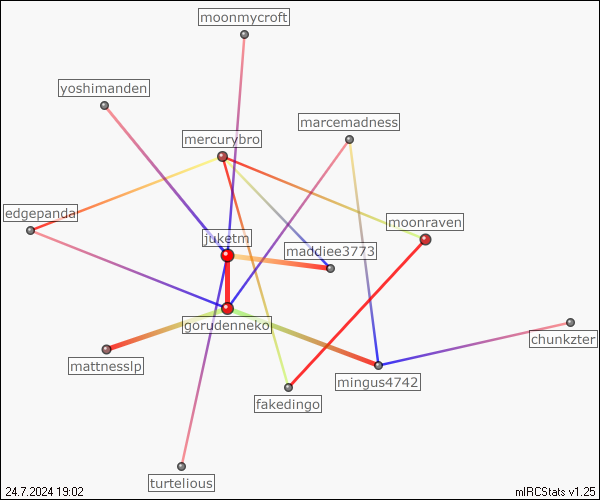 moonmycroft
yoshimanden
marcemadness
mercurybro
edgepanda
moonraven
juketm
maddiee3773
gorudenneko
chunkzter
mattnesslp
mingus4742
fakedingo
turtelious
24.7.2024 19:02
mIRCStats v1.25